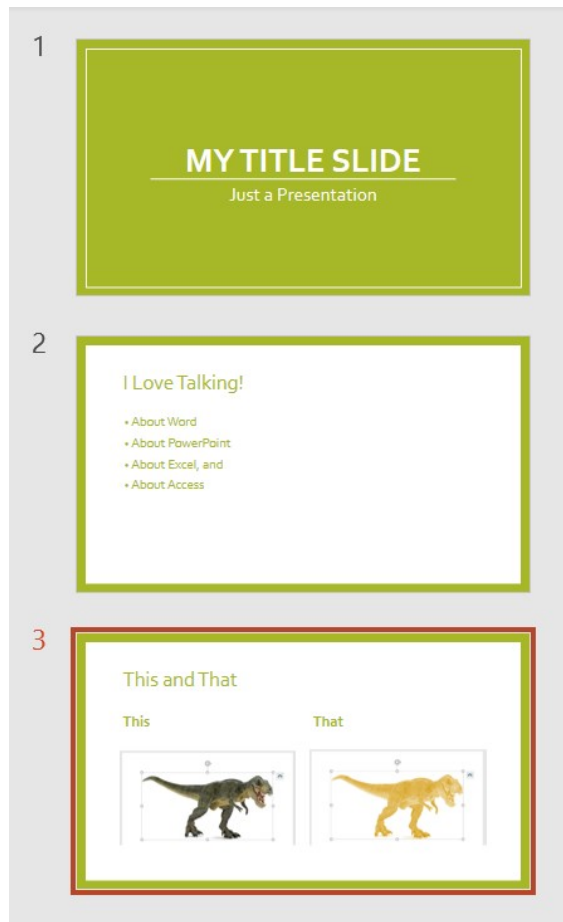 1
MY TITLE SLIDE
Just a Presentation
2
I Love Talking!
• About Word
• About PowerPoint
• About Excel, and
• About Access
3
This and That
This That